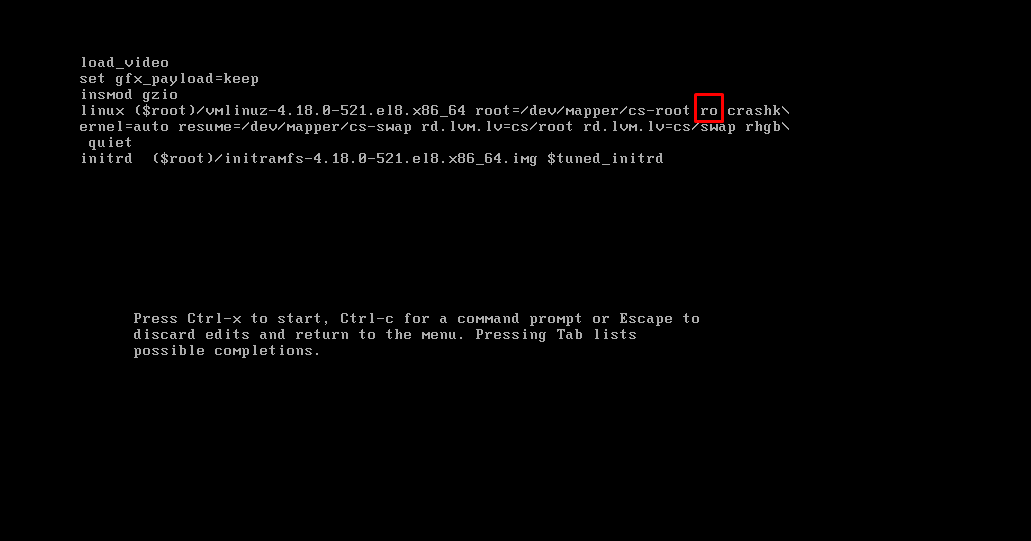 load_video
set gfx_payload=keep
insmod gzio
linux ($root)/vmlinuz-4.18.0-521.el8.x86_64 root=/dev/mapper/cs-root ro crashk\
ernel=auto resume=/dev/mapper/cs-swap rd.lvm.lv=cs/root rd.lvm.lv=cs/swap rhgb\
quiet
initrd ($root)/initramfs-4.18.0-521.el8.x86_64.img $tuned_initrd
Press Ctrl-x to start, Ctrl-c for a command prompt or Escape to
discard edits and return to the menu. Pressing Tab lists
possible completions.